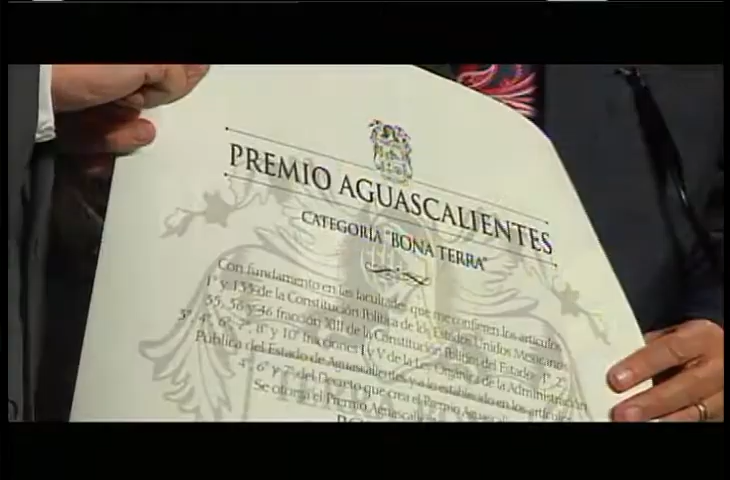 PREMIO AGUASCALIENTES
CATEGORÍA "BONA TERRA"
Con fundamento en las facultades que me confieren los artículos
1° y 133 de la Constitución Política de los Estados Unidos Mexicanos
35, 36 y 46 fracción XIII de la Constitución Política del Estado, 1°, 2°,
3°, 4°, 6°, 7°, 8° y 10° fracciones I y V de la Ley Orgánica de la Administración
Pública del Estado de Aguascalientes y a lo establecido en los artículos
4°, 6° y 7° del Decreto que crea el Premio Aguascalientes
Se otorga el Premio Aguascalientes